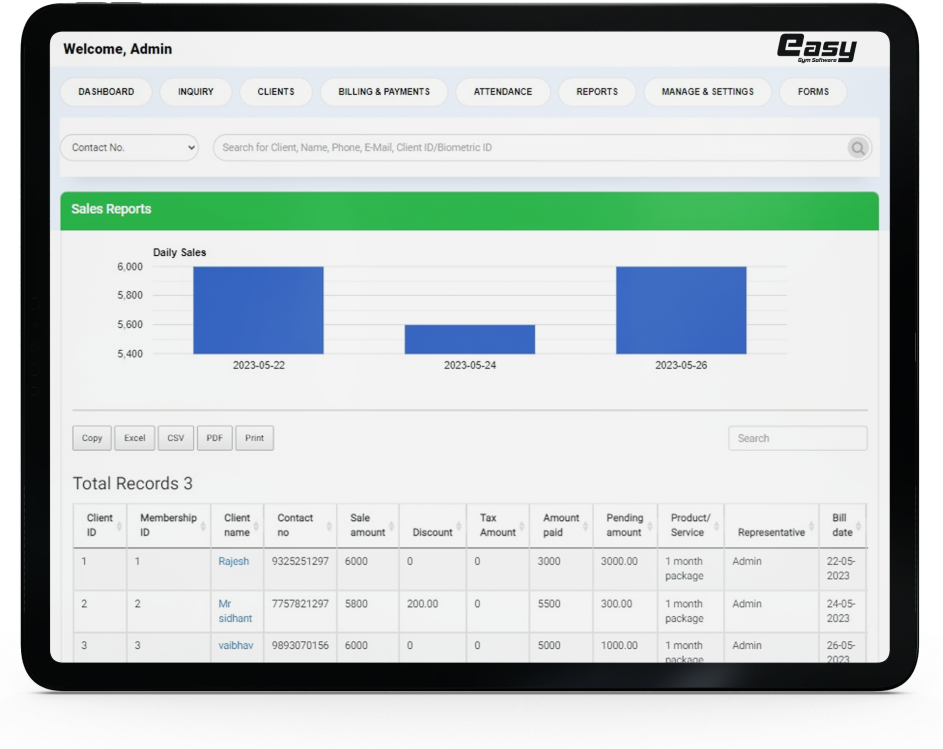 Welcome, Admin
easy
Gym Software
DASHBOARD INQUIRY CLIENTS BILLING & PAYMENTS ATTENDANCE REPORTS MANAGE & SETTINGS FORMS
Contact No. Search for Client, Name, Phone, E-Mail, Client ID/Biometric ID
Sales Reports
Daily Sales
6,000
5,800
5,600
5,400
2023-05-22 2023-05-24 2023-05-26
Copy Excel CSV PDF Print Search
Total Records 3
Client ID Membership ID Client name Contact no Sale amount Discount Tax Amount Amount paid Pending amount Product/ Service Representative Bill date
1 1 Rajesh 9325251297 6000 0 0 3000 3000.00 1 month package Admin 22-05-2023
2 2 Mr sidhant 7757821297 5800 200.00 0 5500 300.00 1 month package Admin 24-05-2023
3 3 vaibhav 9893070156 6000 0 0 5000 1000.00 1 month package Admin 26-05-2023